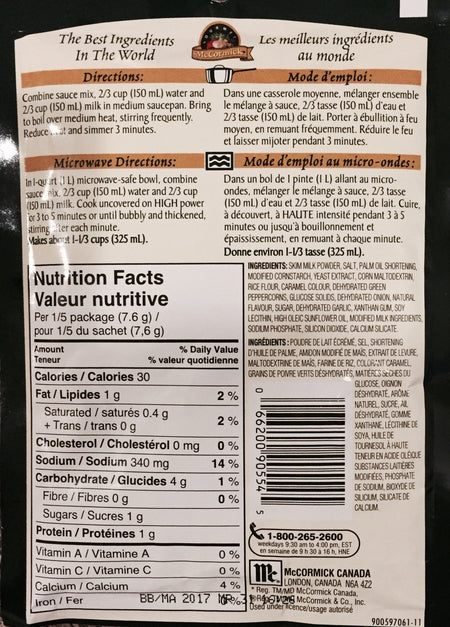 The Best Ingredients
In The World
McCormick
Les meilleurs ingrédients
au monde
Directions:
Combine sauce mix, 2/3 cup (150 mL) water and
2/3 cup (150 mL) milk in medium saucepan. Bring
to boil over medium heat, stirring frequently.
Reduce heat and simmer 3 minutes.
Mode d'emploi :
Dans une casserole moyenne, mélanger ensemble
le mélange à sauce, 2/3 tasse (150 mL) d'eau et
2/3 tasse (150 mL) de lait. Porter à ébullition à feu
moyen, en remuant fréquemment. Réduire le feu
et laisser mijoter pendant 3 minutes.
Microwave Directions:
In 1-quart (1 L) microwave-safe bowl, combine
sauce mix, 2/3 cup (150 mL) water and 2/3 cup
(150 mL) milk. Cook uncovered on HIGH power
for 3 to 5 minutes or until bubbly and thickened,
stirring after each minute.
Makes about 1-1/3 cups (325 mL).
Mode d'emploi au micro-ondes:
Dans un bol de 1 pinte (1 L) allant au micro-
ondes, mélanger le mélange à sauce, 2/3 tasse
(150 mL) d'eau et 2/3 tasse (150 mL) de lait. Cuire,
à découvert, à HAUTE intensité pendant 3 à 5
minutes ou jusqu'à bouillonnement et
épaississement, en remuant à chaque minute.
Donne environ 1-1/3 tasse (325 mL).
Nutrition Facts
Valeur nutritive
Per 1/5 package (7.6 g) /
pour 1/5 du sachet (7,6 g)
Amount % Daily Value
Teneur % valeur quotidienne
Calories / Calories 30
Fat / Lipides 1 g 2 %
Saturated / saturés 0.4 g
+ Trans / trans 0 g 2 %
Cholesterol / Cholestérol 0 mg 0 %
Sodium / Sodium 340 mg 14 %
Carbohydrate / Glucides 4 g 1 %
Fibre / Fibres 0 g 0 %
Sugars / Sucres 1 g
Protein / Protéines 1 g
Vitamin A / Vitamine A 0 %
Vitamin C / Vitamine C 0 %
Calcium / Calcium 4 %
Iron / Fer
BB/MA 2017 MR 31
INGREDIENTS: SKIM MILK POWDER, SALT, PALM OIL SHORTENING,
MODIFIED CORNSTARCH, YEAST EXTRACT, CORN MALTODEXTRIN,
RICE FLOUR, CARAMEL COLOUR, DEHYDRATED GREEN
PEPPERCORNS, GLUCOSE SOLIDS, DEHYDRATED ONION, NATURAL
FLAVOUR, SUGAR, DEHYDRATED GARLIC, XANTHAN GUM, SOY
LECITHIN, HIGH OLEIC SUNFLOWER OIL, MODIFIED MILK INGREDIENTS,
SODIUM PHOSPHATE, SILICON DIOXIDE, CALCIUM SILICATE.
INGRÉDIENTS : POUDRE DE LAIT ÉCRÉMÉ, SEL, SHORTENING
D'HUILE DE PALME, AMIDON MODIFIÉ DE MAÏS, EXTRAIT DE LEVURE,
MALTODEXTRINE DE MAÏS, FARINE DE RIZ, COLORANT CARAMEL,
GRAINS DE POIVRE VERTS DÉSHYDRATÉS, MATIÈRES SÈCHES DU
GLUCOSE, OIGNON
DÉSHYDRATÉ, ARÔME
NATUREL, SUCRE, AIL
DÉSHYDRATÉ, GOMME
XANTHANE, LÉCITHINE DE
SOYA, HUILE DE
TOURNESOL À HAUTE
TENEUR EN ACIDE OLÉIQUE
SUBSTANCES LAITIÈRES
MODIFIÉES, PHOSPHATE
DE SODIUM, BIOXYDE DE
SILICIUM, SILICATE DE
CALCIUM.
0 66200 90554 5
1-800-265-2600
weekdays 9:30 am to 4:00 pm, EST
en semaine de 9 h 30 à 16 h, HNE
Mc.
McCORMICK CANADA
LONDON, CANADA N6A 4Z2
* Reg. TM/MD McCormick Canada,
McCormick & Co., Inc.
Used under licence/usage autorisé
900597061-11